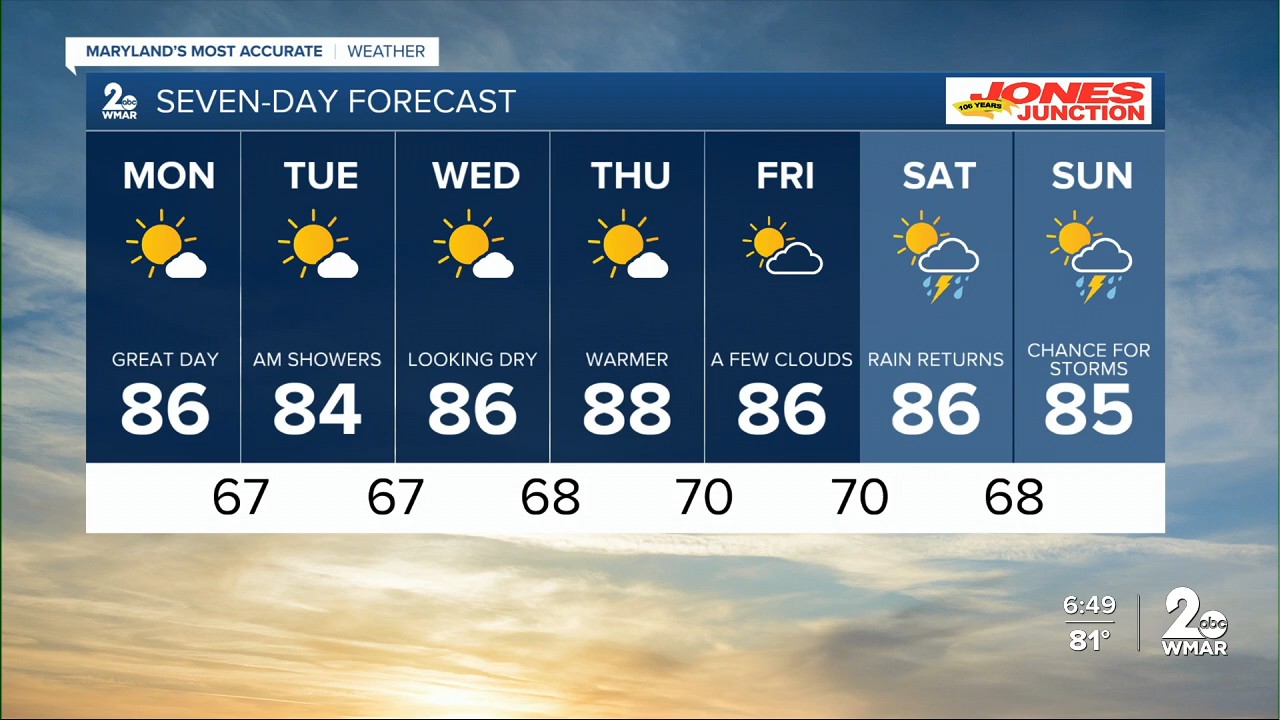 MARYLAND'S MOST ACCURATE | WEATHER
2 abc WMAR SEVEN-DAY FORECAST
JONES
106 YEARS
JUNCTION
MON TUE WED THU FRI SAT SUN
GREAT DAY AM SHOWERS LOOKING DRY WARMER A FEW CLOUDS RAIN RETURNS CHANCE FOR STORMS
86 84 86 88 86 86 85
67 67 68 70 70 68
6:49
81°
2 abc
WMAR